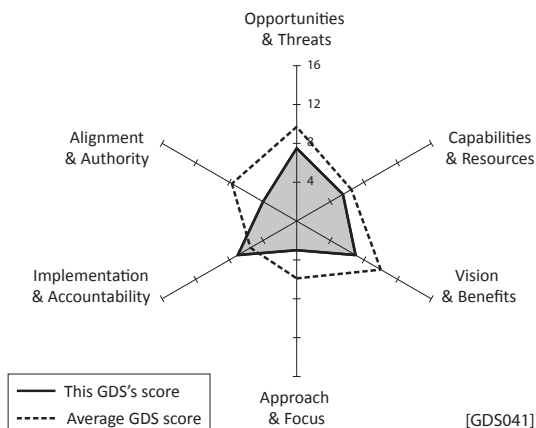 Opportunities
& Threats
16
12
8
4
Alignment
& Authority
Capabilities
& Resources
Implementation
& Accountability
Vision
& Benefits
Approach
& Focus
This GDS's score
Average GDS score
[GDS041]